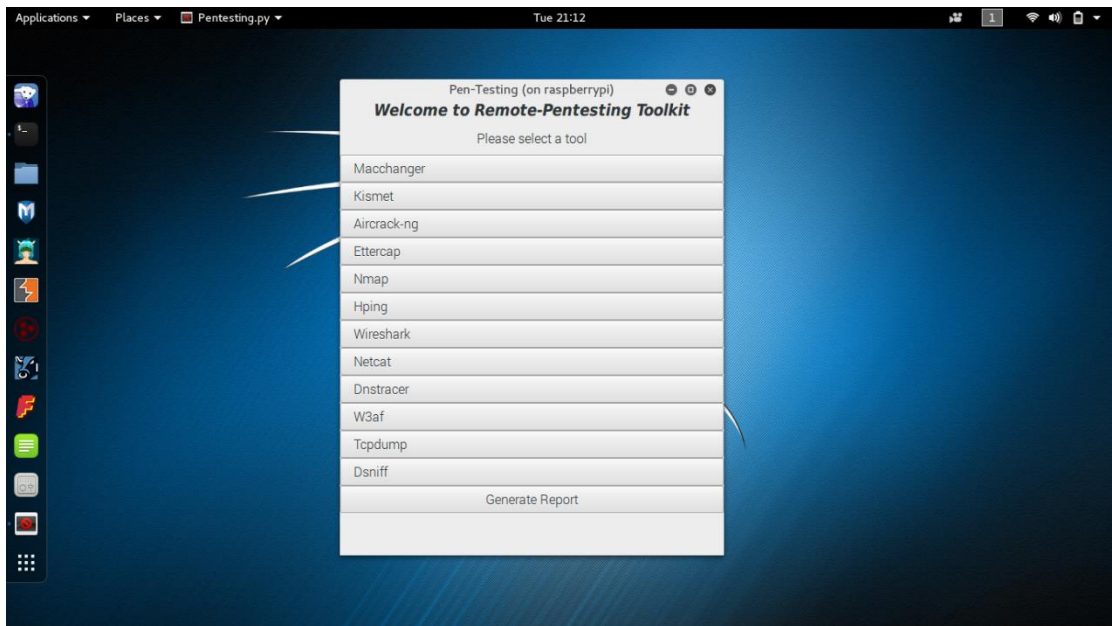 Applications Places Pentesting.py Tue 21:12 1
Pen-Testing (on raspberrypi)
Welcome to Remote-Pentesting Toolkit
Please select a tool
Macchanger
Kismet
Aircrack-ng
Ettercap
Nmap
Hping
Wireshark
Netcat
Dnstracer
W3af
Tcpdump
Dsniff
Generate Report